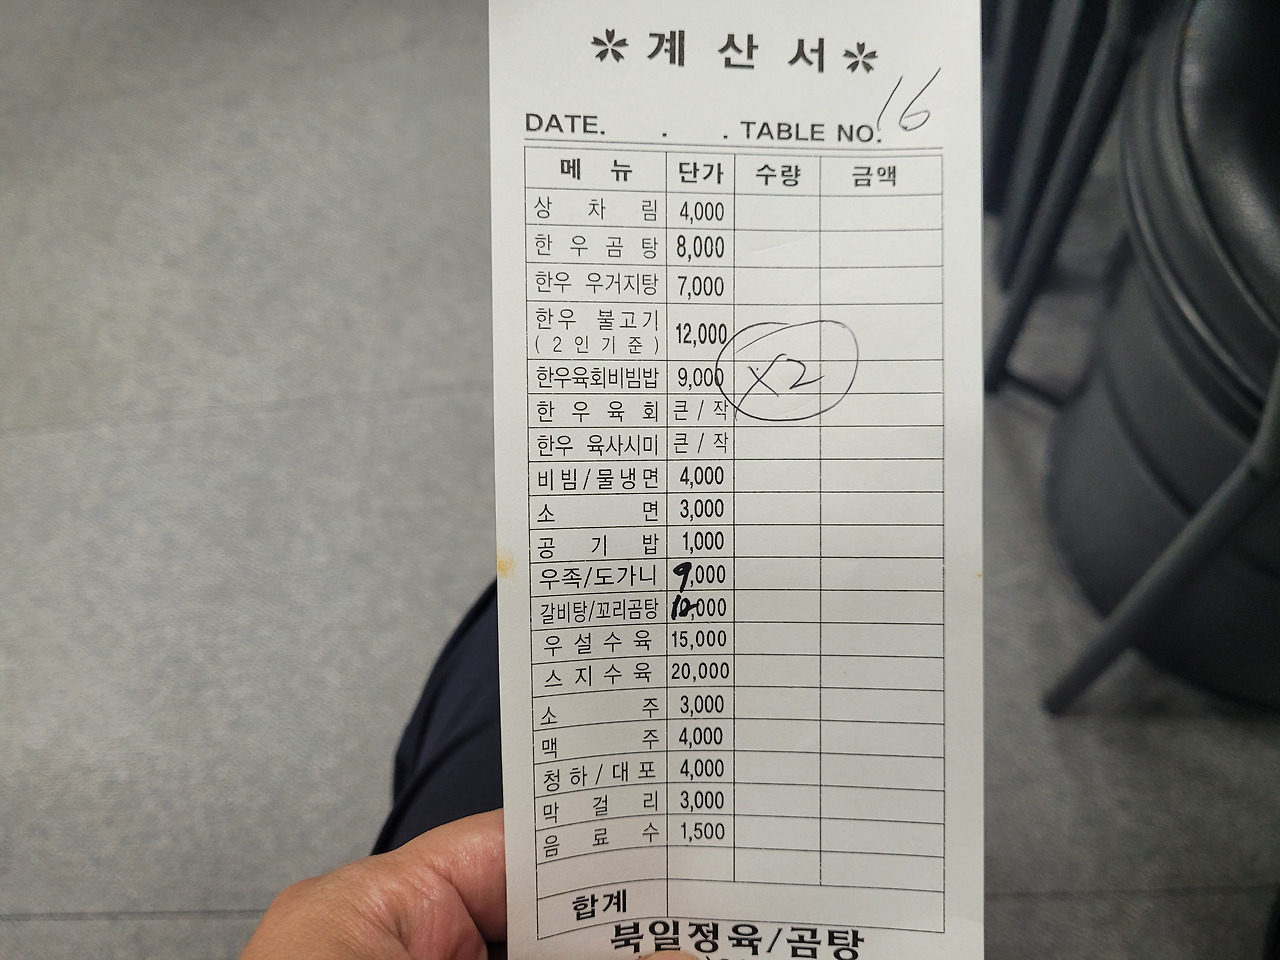 ✲ 계 산 서 ✲
DATE. . . TABLE NO. 16
메 뉴 단가 수량 금액
상 차 림 4,000
한 우 곰 탕 8,000
한우 우거지탕 7,000
한우 불고기 12,000
( 2 인 기 준 )
한우육회비빔밥 9,000 X2
한 우 육 회 큰 / 작
한우 육사시미 큰 / 작
비빔/물냉면 4,000
소 면 3,000
공 기 밥 1,000
우족/도가니 9,000
갈비탕/꼬리곰탕 10,000
우 설 수 육 15,000
스 지 수 육 20,000
소 주 3,000
맥 주 4,000
청하/대포 4,000
막 걸 리 3,000
음 료 수 1,500
합계
북일정육/곰탕